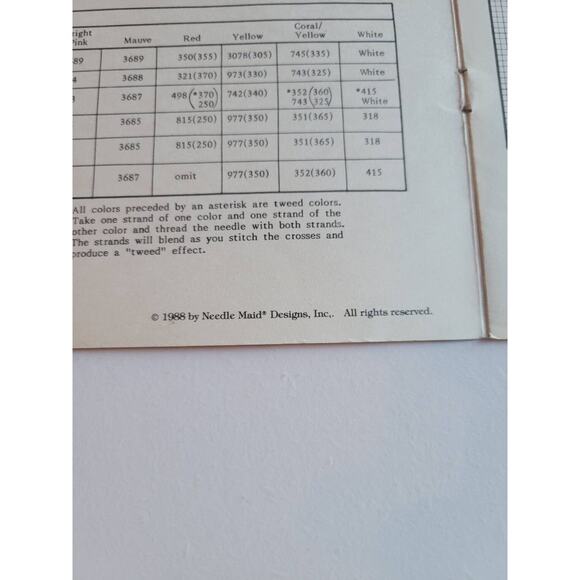 right Pink Mauve Red Yellow Coral/ Yellow White
89 3689 350(355) 3078(305) 745(335) White
4 3688 321(370) 973(330) 743(325) White
3 3687 498(*370) 250 742(340) *352(360) 743 325 *415 White
3685 815(250) 977(350) 351(365) 318
3685 815(250) 977(350) 351(365) 318
3687 omit 977(350) 352(360) 415
All colors preceded by an asterisk are tweed colors.
Take one strand of one color and one strand of the
other color and thread the needle with both strands.
The strands will blend as you stitch the crosses and
produce a "tweed" effect.
© 1988 by Needle Maid® Designs, Inc,. All rights reserved.